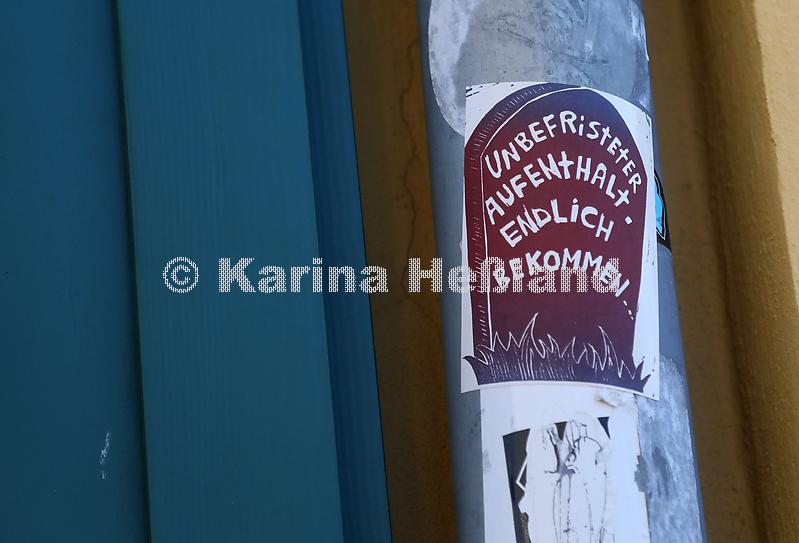 UNBEFRiSTETER
AUFENtHALT-
ENDLiCH
BEKOMMEN...
© Karina Heßland